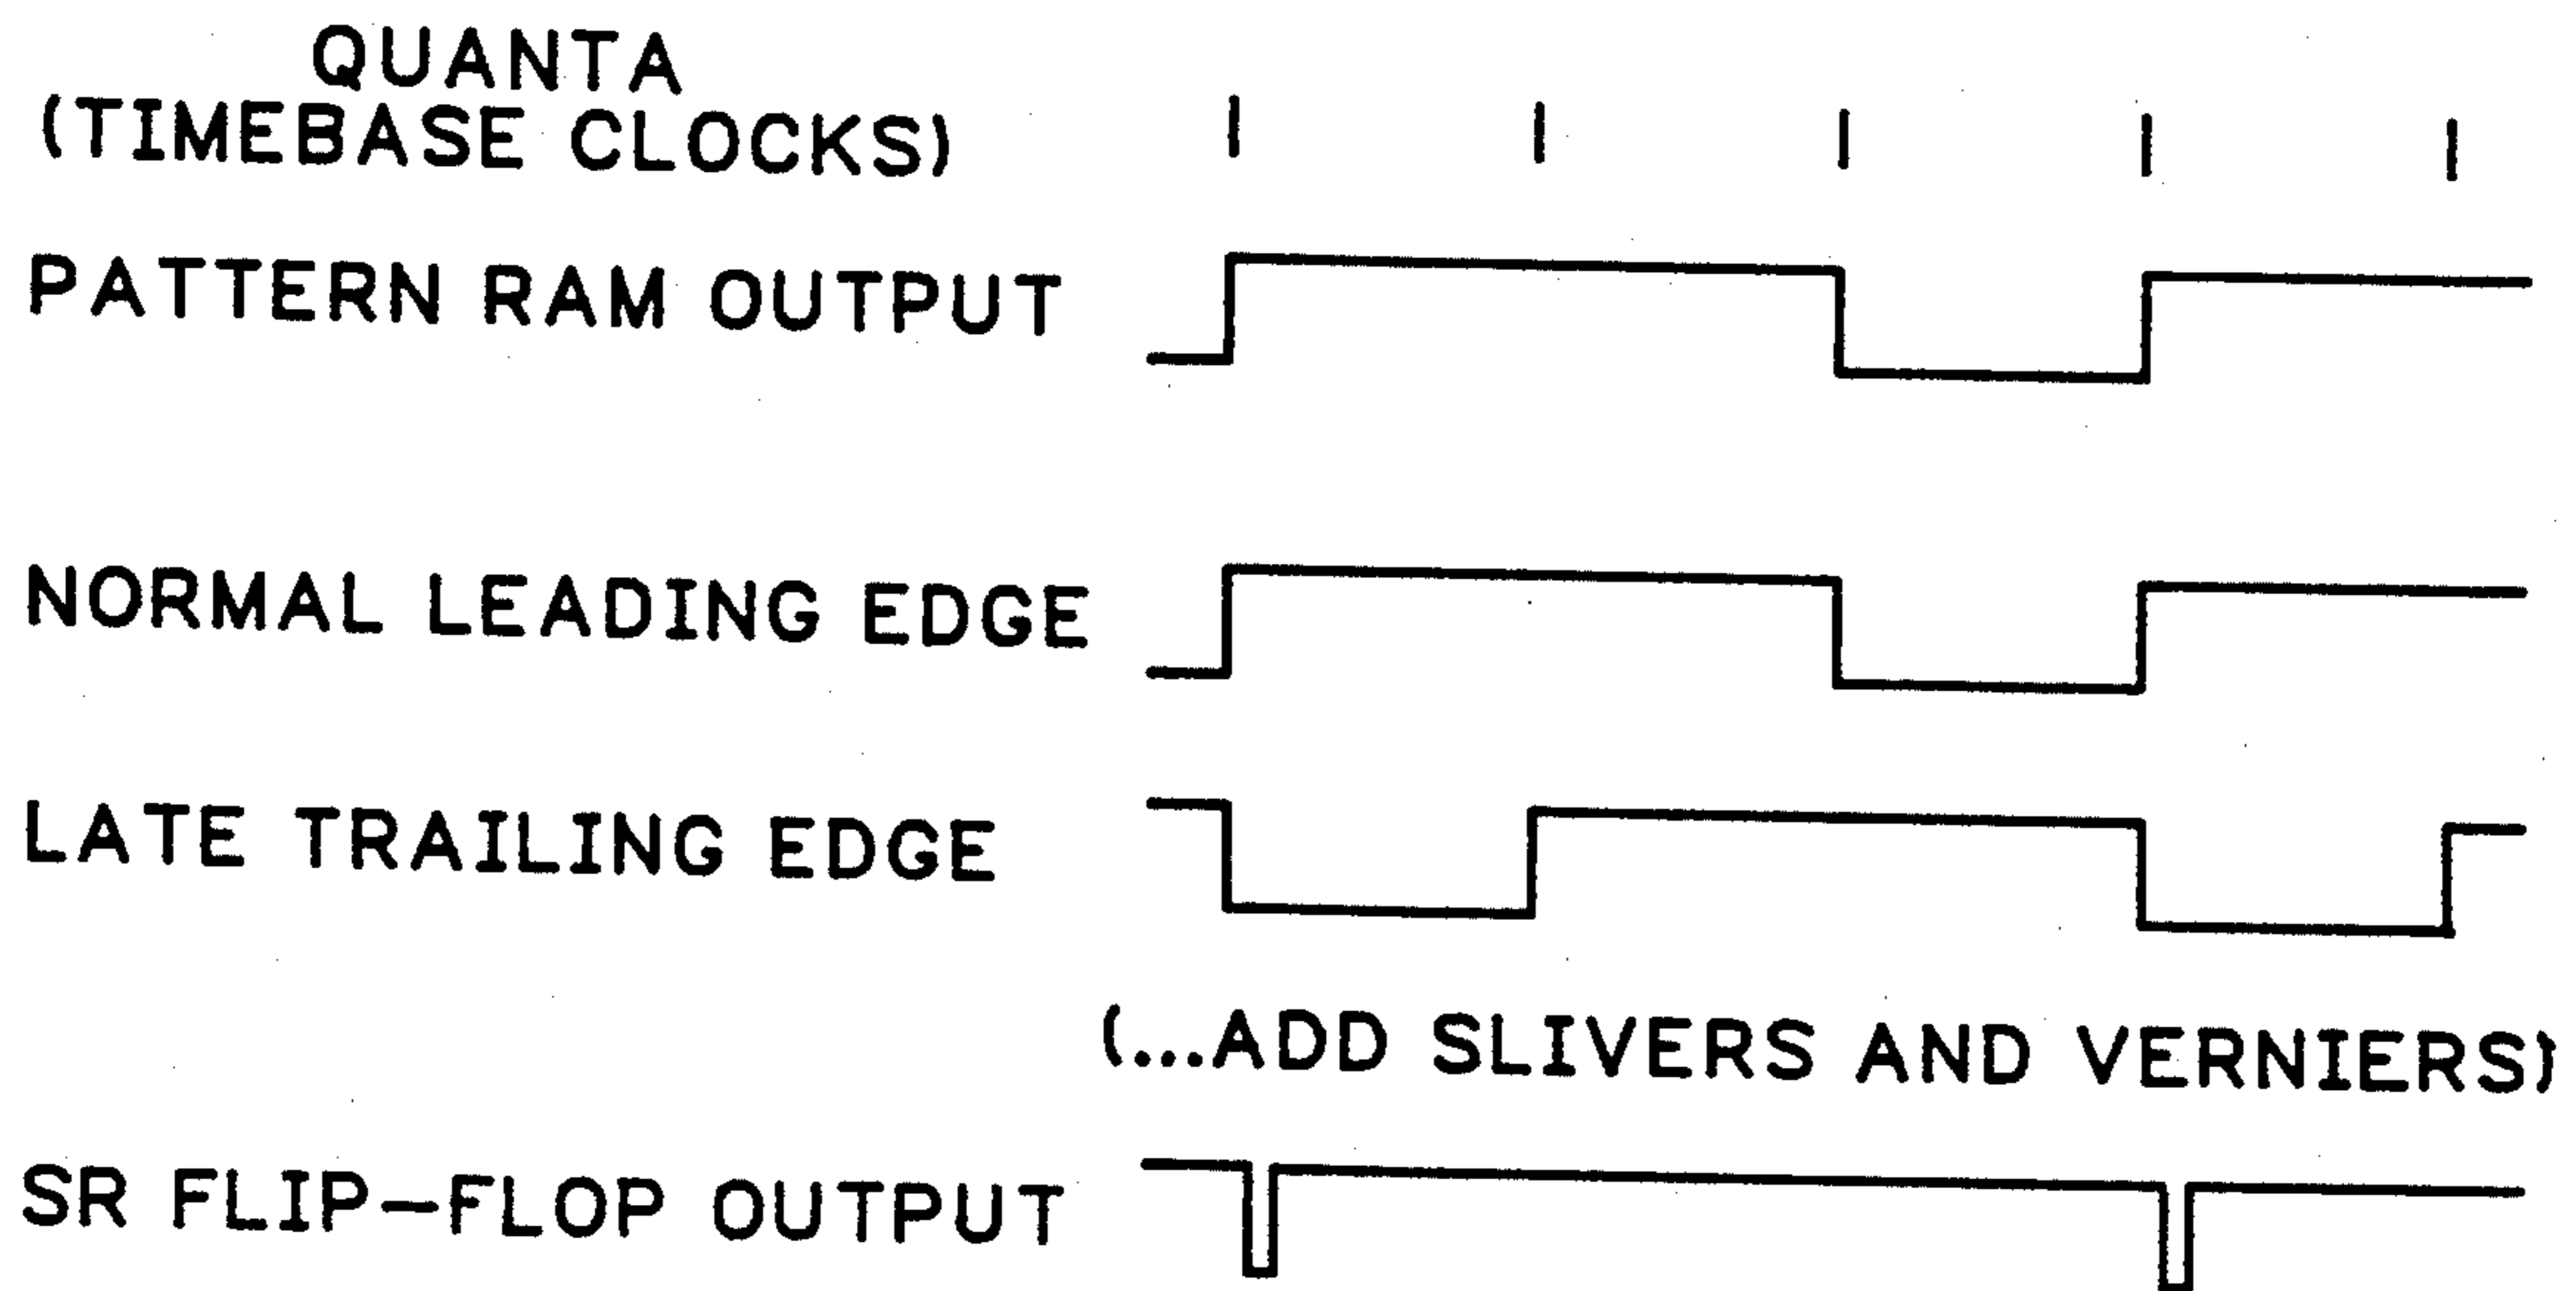 QUANTA
(TIMEBASE CLOCKS)
PATTERN RAM OUTPUT
NORMAL LEADING EDGE
LATE TRAILING EDGE
(...ADD SLIVERS AND VERNIERS)
SR FLIP-FLOP OUTPUT